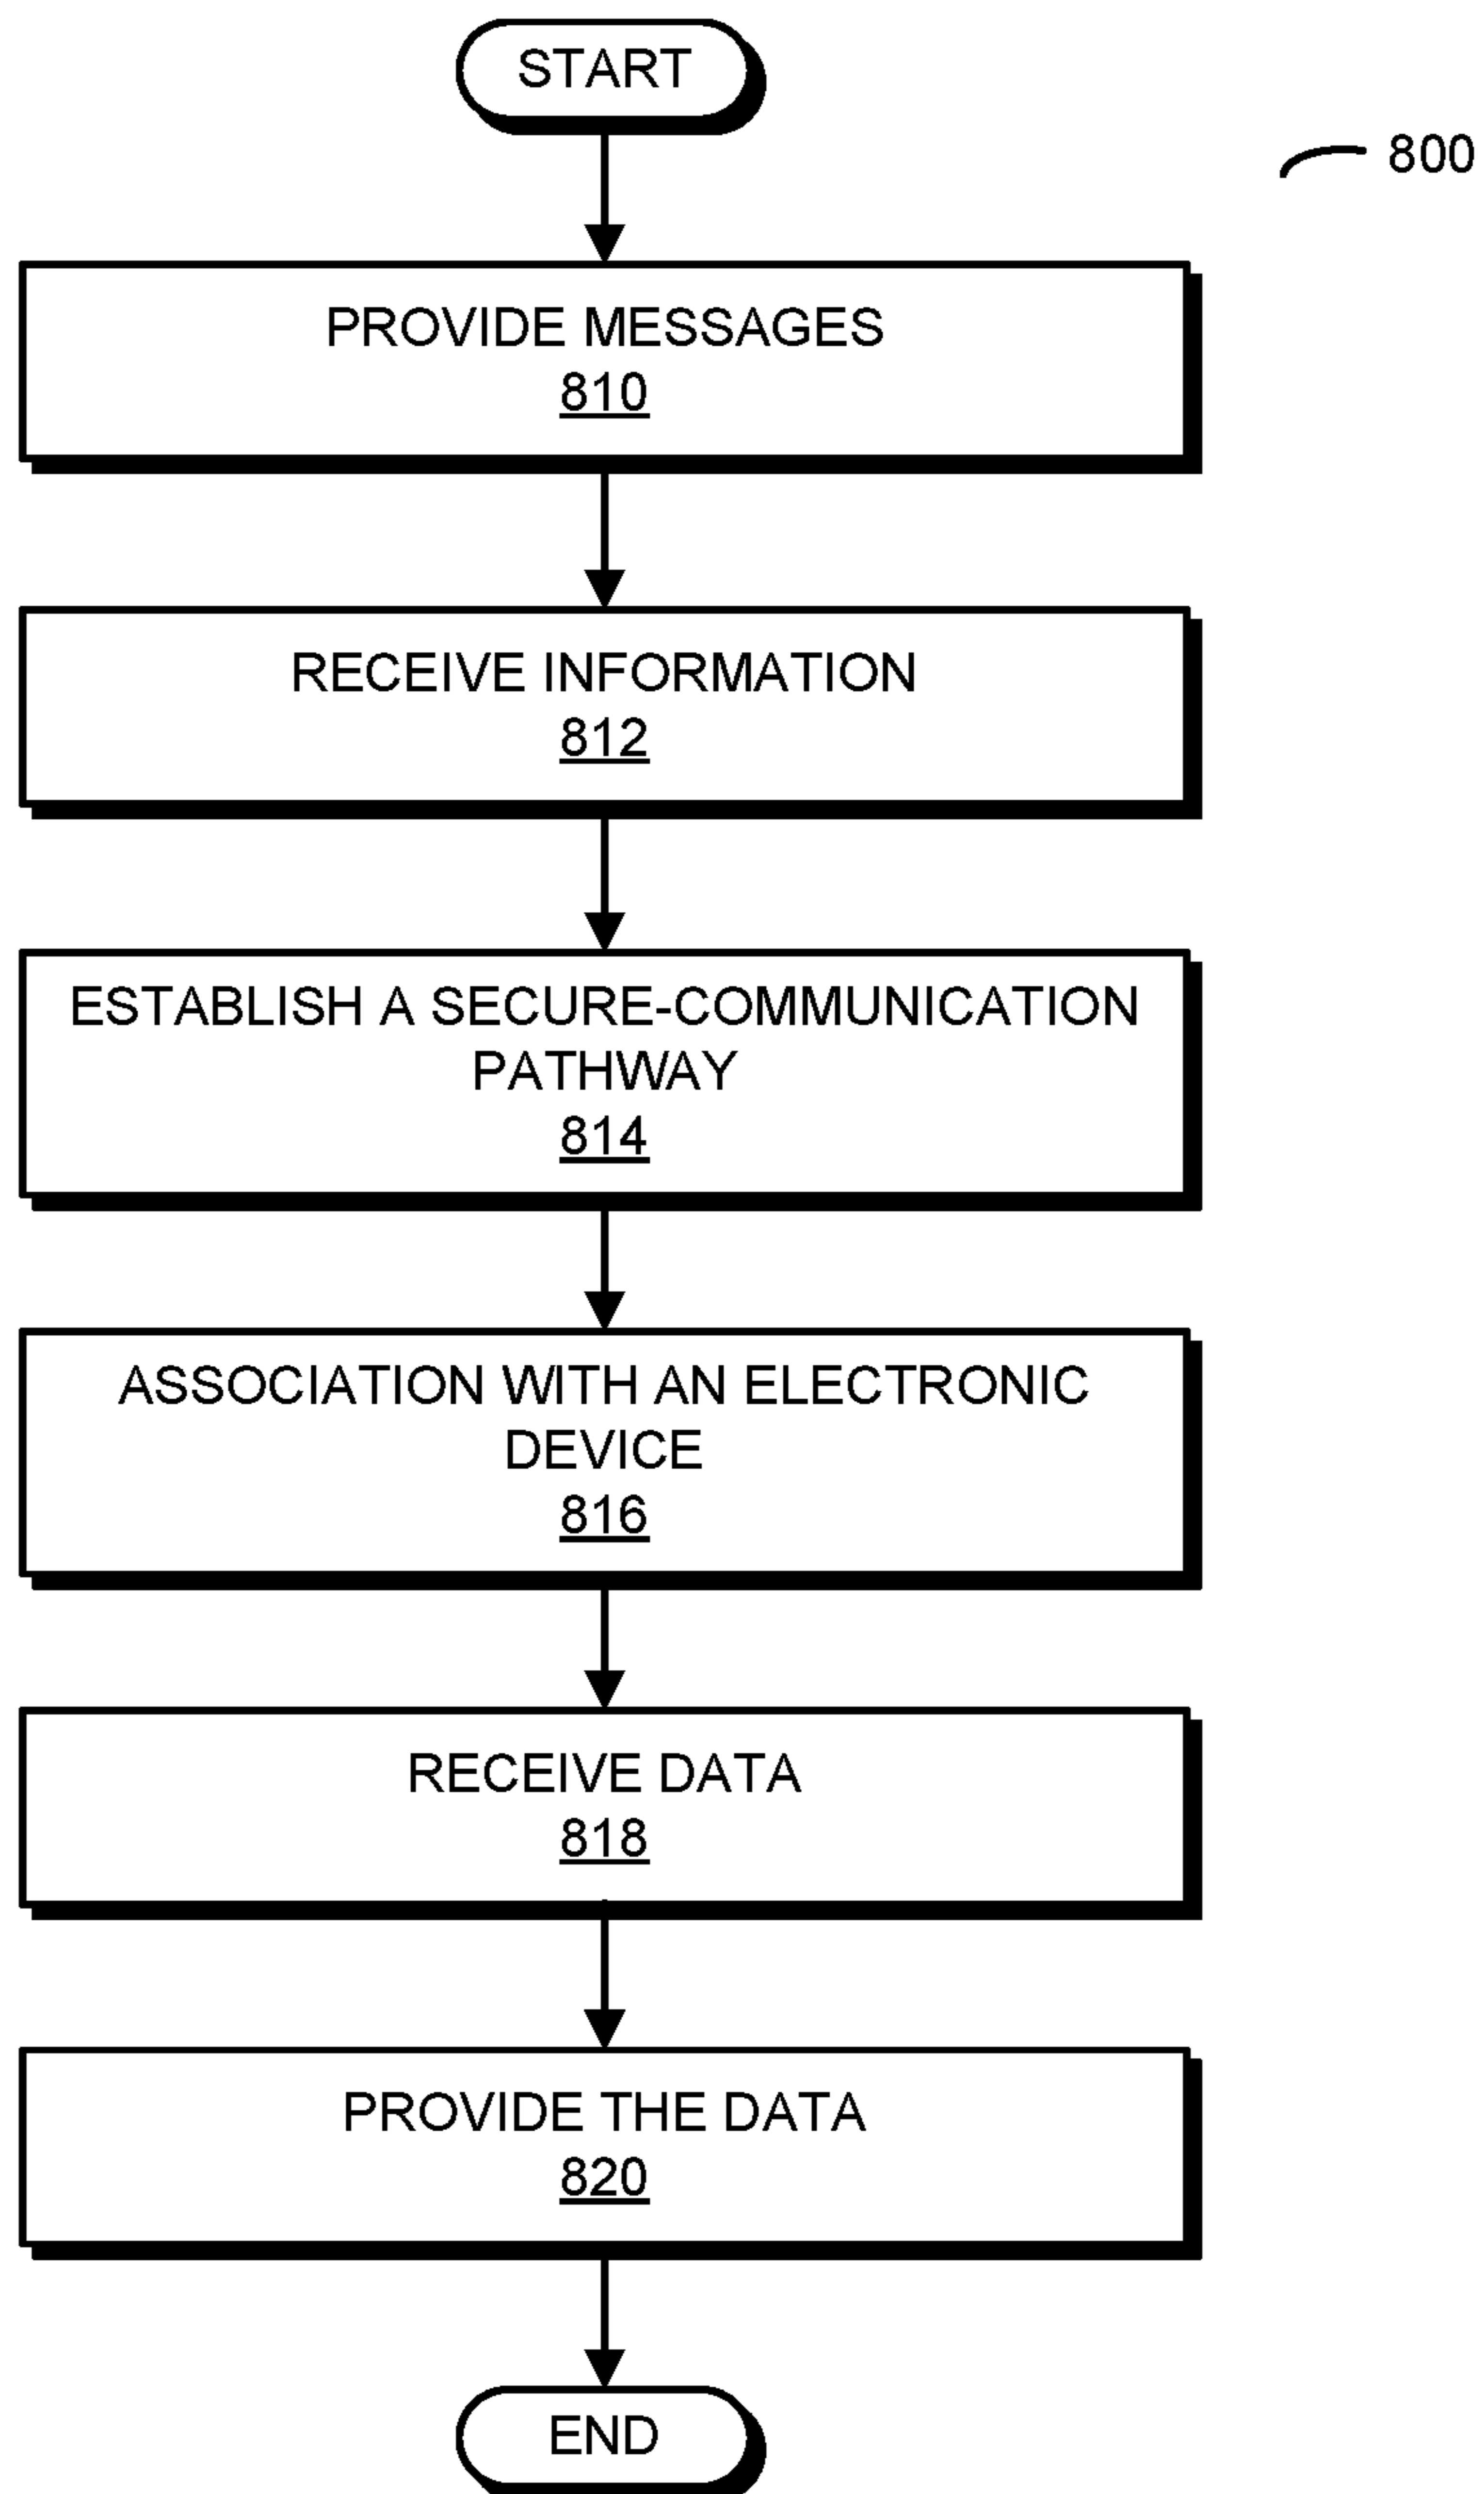 START
800
PROVIDE MESSAGES
810
RECEIVE INFORMATION
812
ESTABLISH A SECURE-COMMUNICATION
PATHWAY
814
ASSOCIATION WITH AN ELECTRONIC
DEVICE
816
RECEIVE DATA
818
PROVIDE THE DATA
820
END